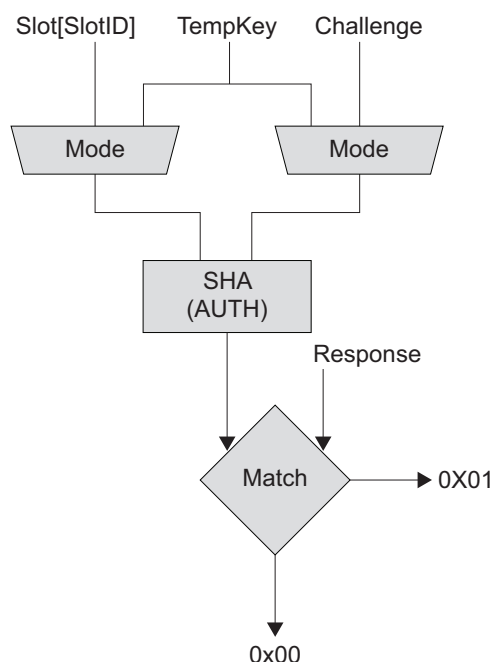 Slot[SlotID]
TempKey
Challenge
Mode
Mode
SHA
(AUTH)
Response
Match
0X01
0x00